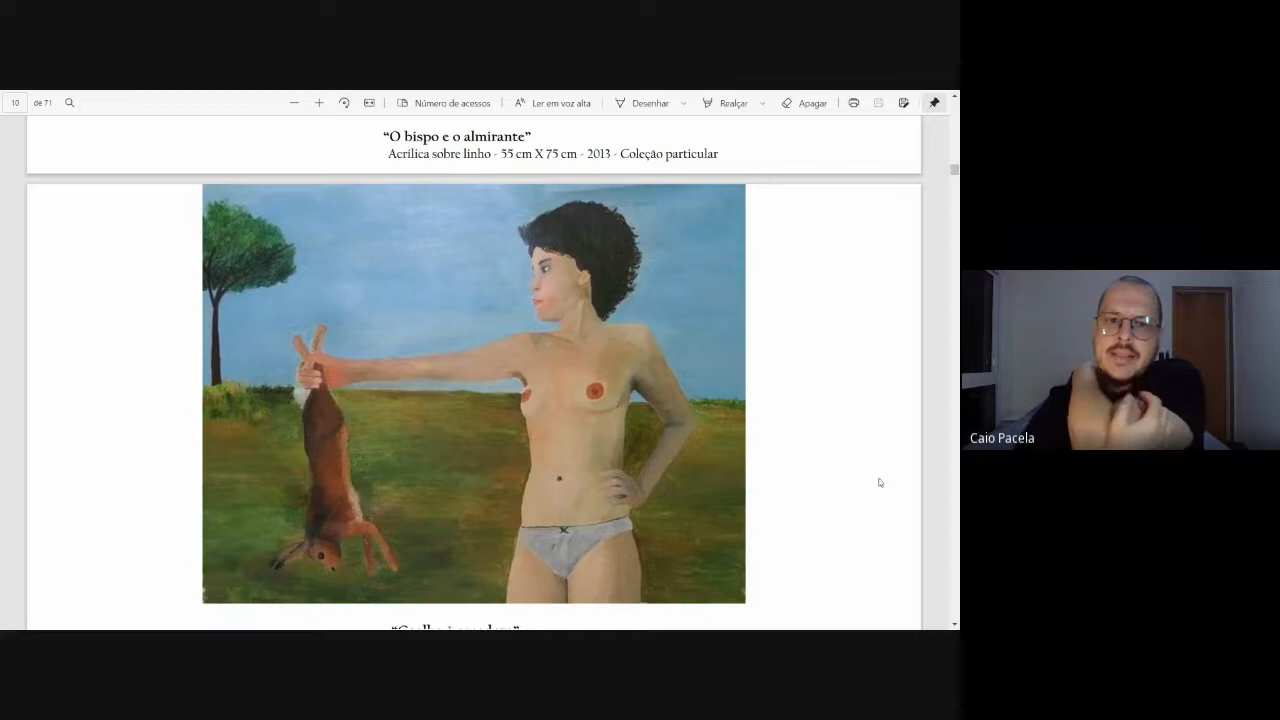 10 de 71 Número de acessos Ler em voz alta Desenhar Realçar Apagar
“O bispo e o almirante”
Acrílica sobre linho - 55 cm X 75 cm - 2013 - Coleção particular
Caio Pacela